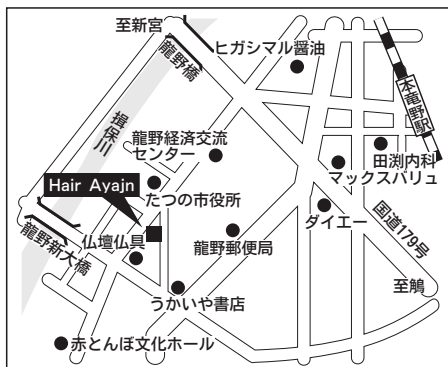 至新宮
龍野橋
ヒガシマル醤油
本竜野駅
揖保川
龍野経済交流
センター
田渕内科
マックスバリュ
Hair Ayajn
たつの市役所
ダイエー
国道179号
龍野新大橋
仏壇仏具
龍野郵便局
至鵤
うかいや書店
赤とんぼ文化ホール